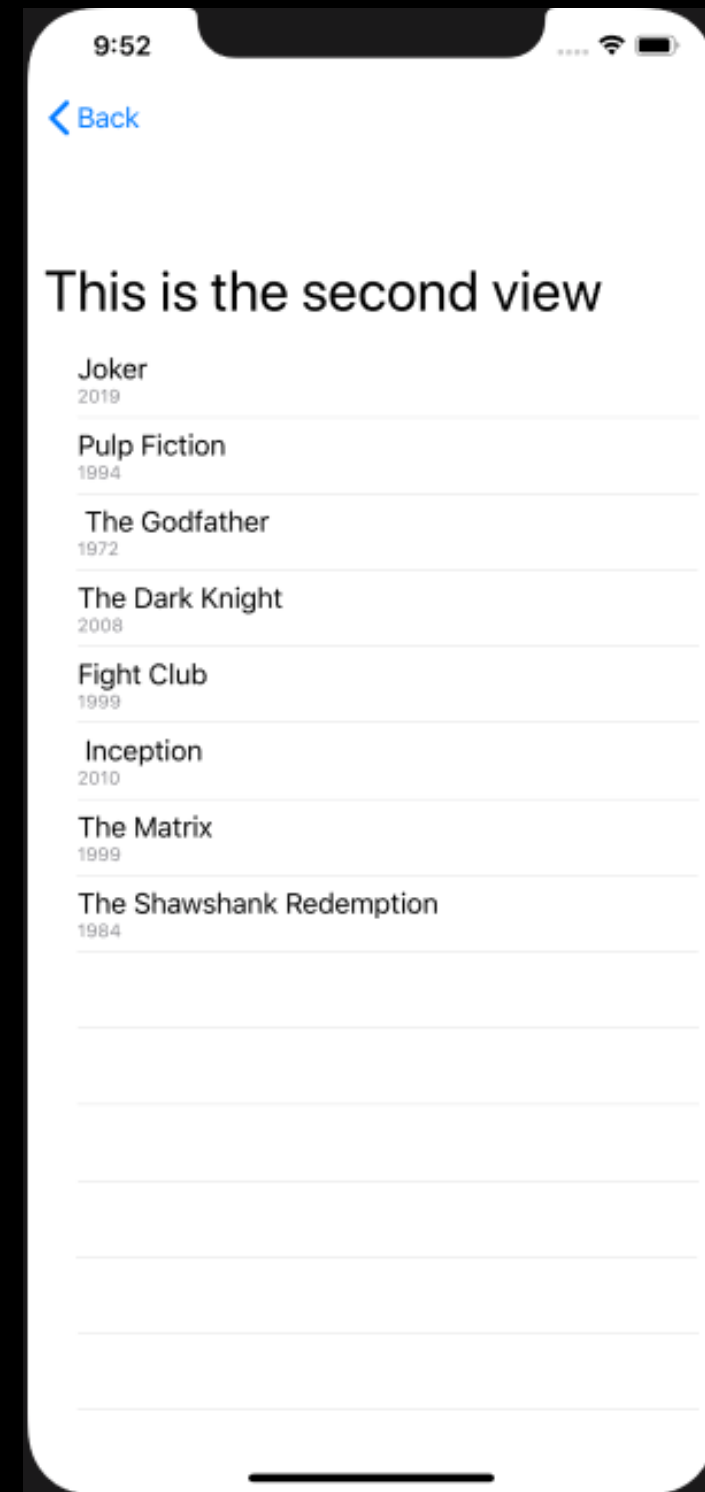 9:52
Back
This is the second view
Joker
2019
Pulp Fiction
1994
The Godfather
1972
The Dark Knight
2008
Fight Club
1999
Inception
2010
The Matrix
1999
The Shawshank Redemption
1984